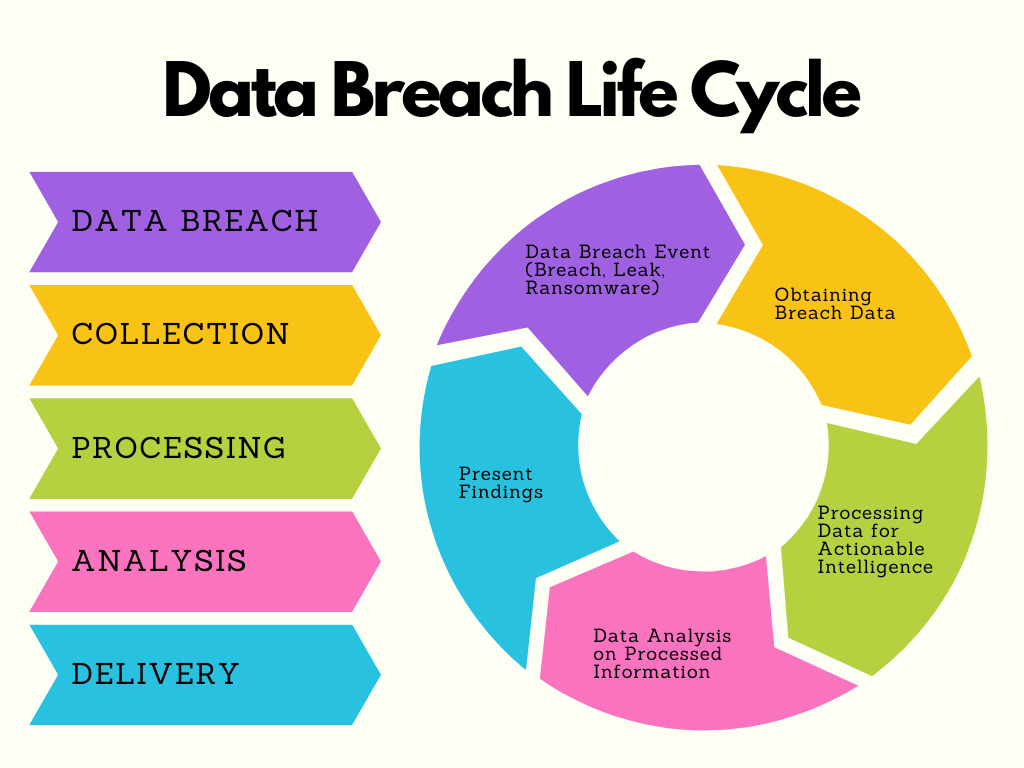 Data Breach Life Cycle
DATA BREACH
COLLECTION
PROCESSING
ANALYSIS
DELIVERY
Data Breach Event
(Breach, Leak,
Ransomware)
Obtaining
Breach Data
Processing
Data for
Actionable
Intelligence
Data Analysis
on Processed
Information
Present
Findings